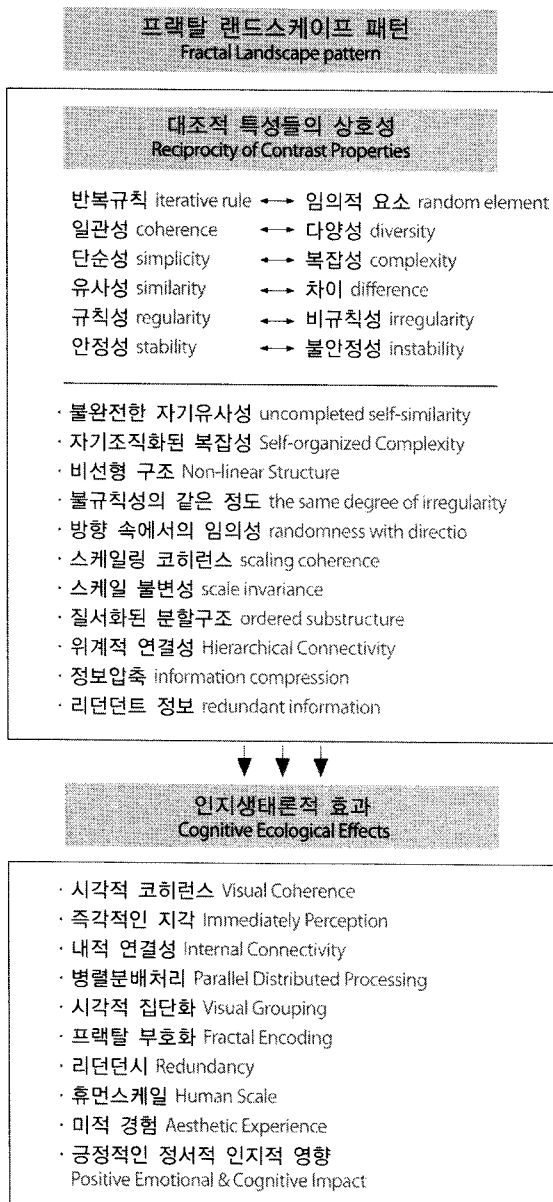 프랙탈 랜드스케이프 패턴
Fractal Landscape pattern
대조적 특성들의 상호성
Reciprocity of Contrast Properties
반복규칙 iterative rule ↔ 임의적 요소 random element
일관성 coherence ↔ 다양성 diversity
단순성 simplicity ↔ 복잡성 complexity
유사성 similarity ↔ 차이 difference
규칙성 regularity ↔ 비규칙성 irregularity
안정성 stability ↔ 불안정성 instability
· 불완전한 자기유사성 uncompleted self-similarity
· 자기조직화된 복잡성 Self-organized Complexity
· 비선형 구조 Non-linear Structure
· 불규칙성의 같은 정도 the same degree of irregularity
· 방향 속에서의 임의성 randomness with directio
· 스케일링 코히런스 scaling coherence
· 스케일 불변성 scale invariance
· 질서화된 분할구조 ordered substructure
· 위계적 연결성 Hierarchical Connectivity
· 정보압축 information compression
· 리던던트 정보 redundant information
인지생태론적 효과
Cognitive Ecological Effects
· 시각적 코히런스 Visual Coherence
· 즉각적인 지각 Immediately Perception
· 내적 연결성 Internal Connectivity
· 병렬분배처리 Parallel Distributed Processing
· 시각적 집단화 Visual Grouping
· 프랙탈 부호화 Fractal Encoding
· 리던던시 Redundancy
· 휴먼스케일 Human Scale
· 미적 경험 Aesthetic Experience
· 긍정적인 정서적 인지적 영향
Positive Emotional & Cognitive Impact